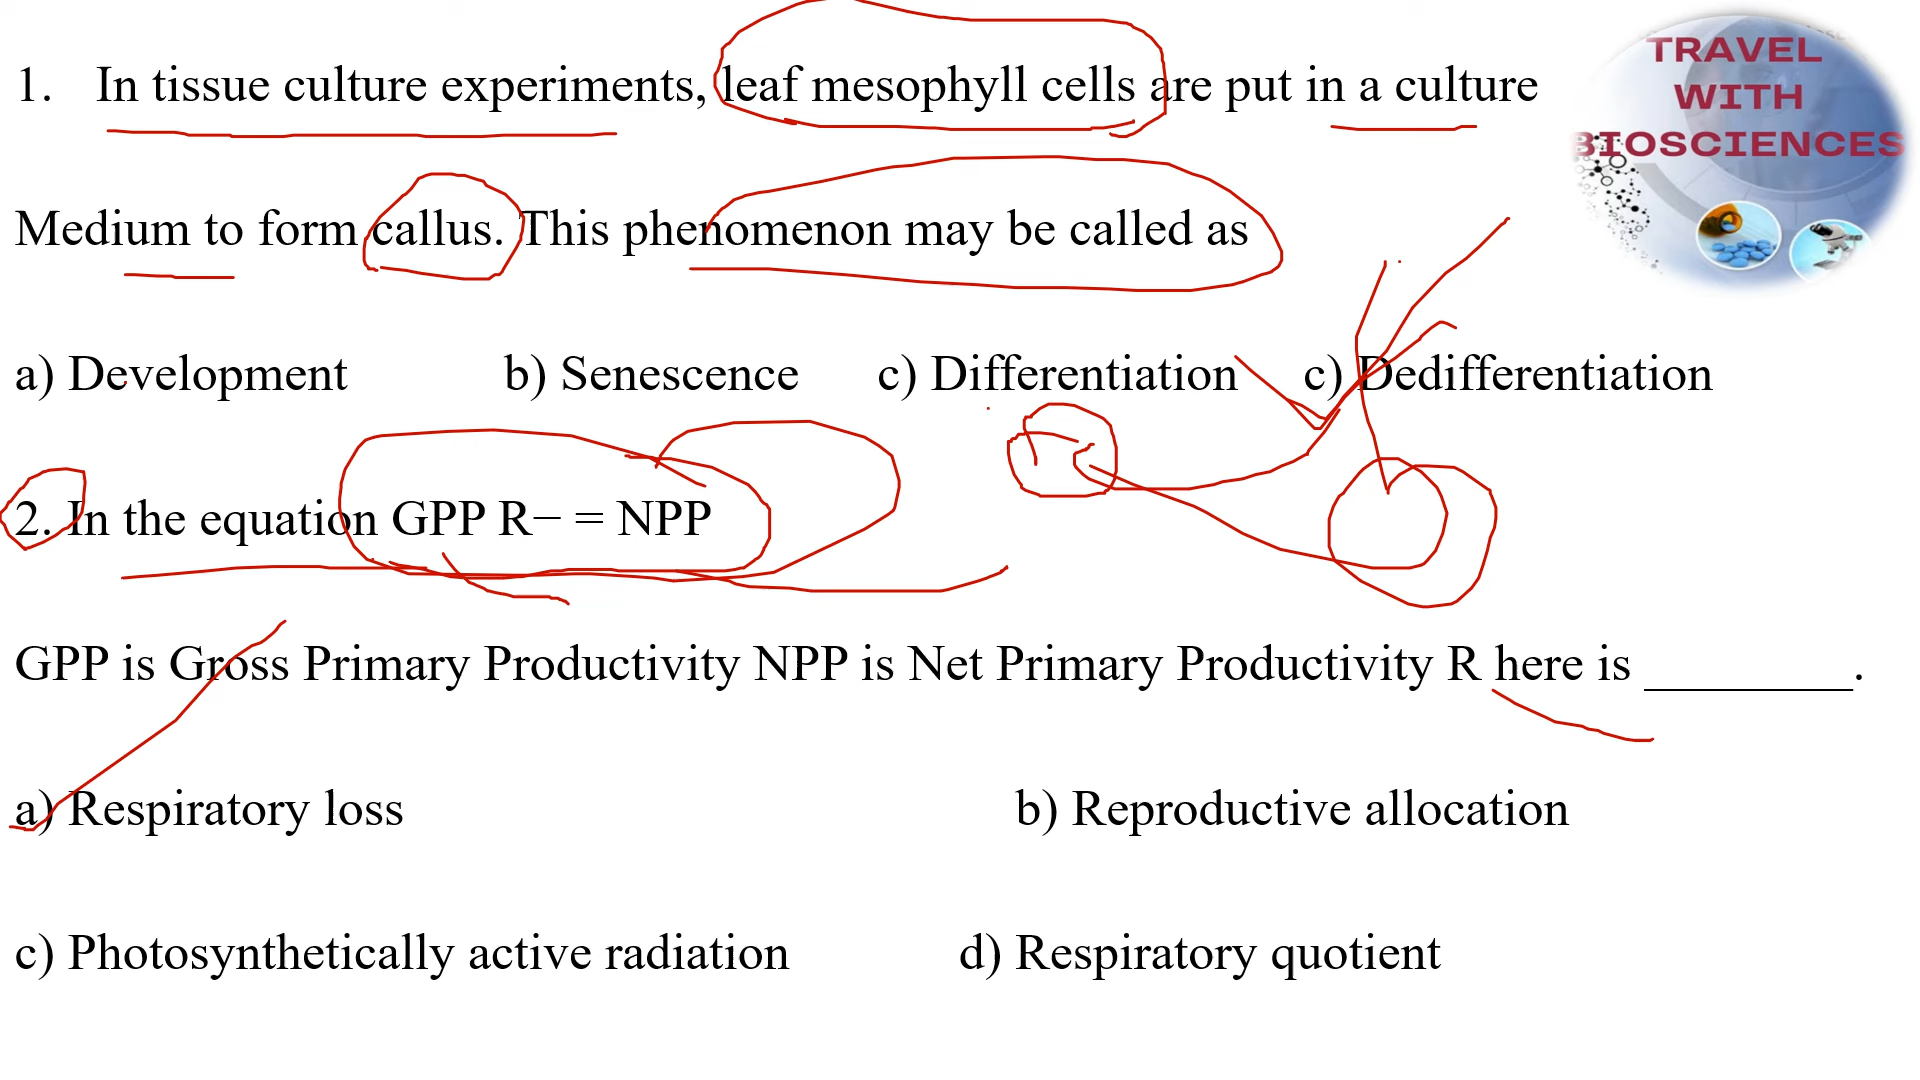 TRAVEL
WITH
BIOSCIENCES
1. In tissue culture experiments, leaf mesophyll cells are put in a culture
Medium to form callus. This phenomenon may be called as
a) Development b) Senescence c) Differentiation c) Dedifferentiation
2. In the equation GPP R− = NPP
GPP is Gross Primary Productivity NPP is Net Primary Productivity R here is ________.
a) Respiratory loss b) Reproductive allocation
c) Photosynthetically active radiation d) Respiratory quotient